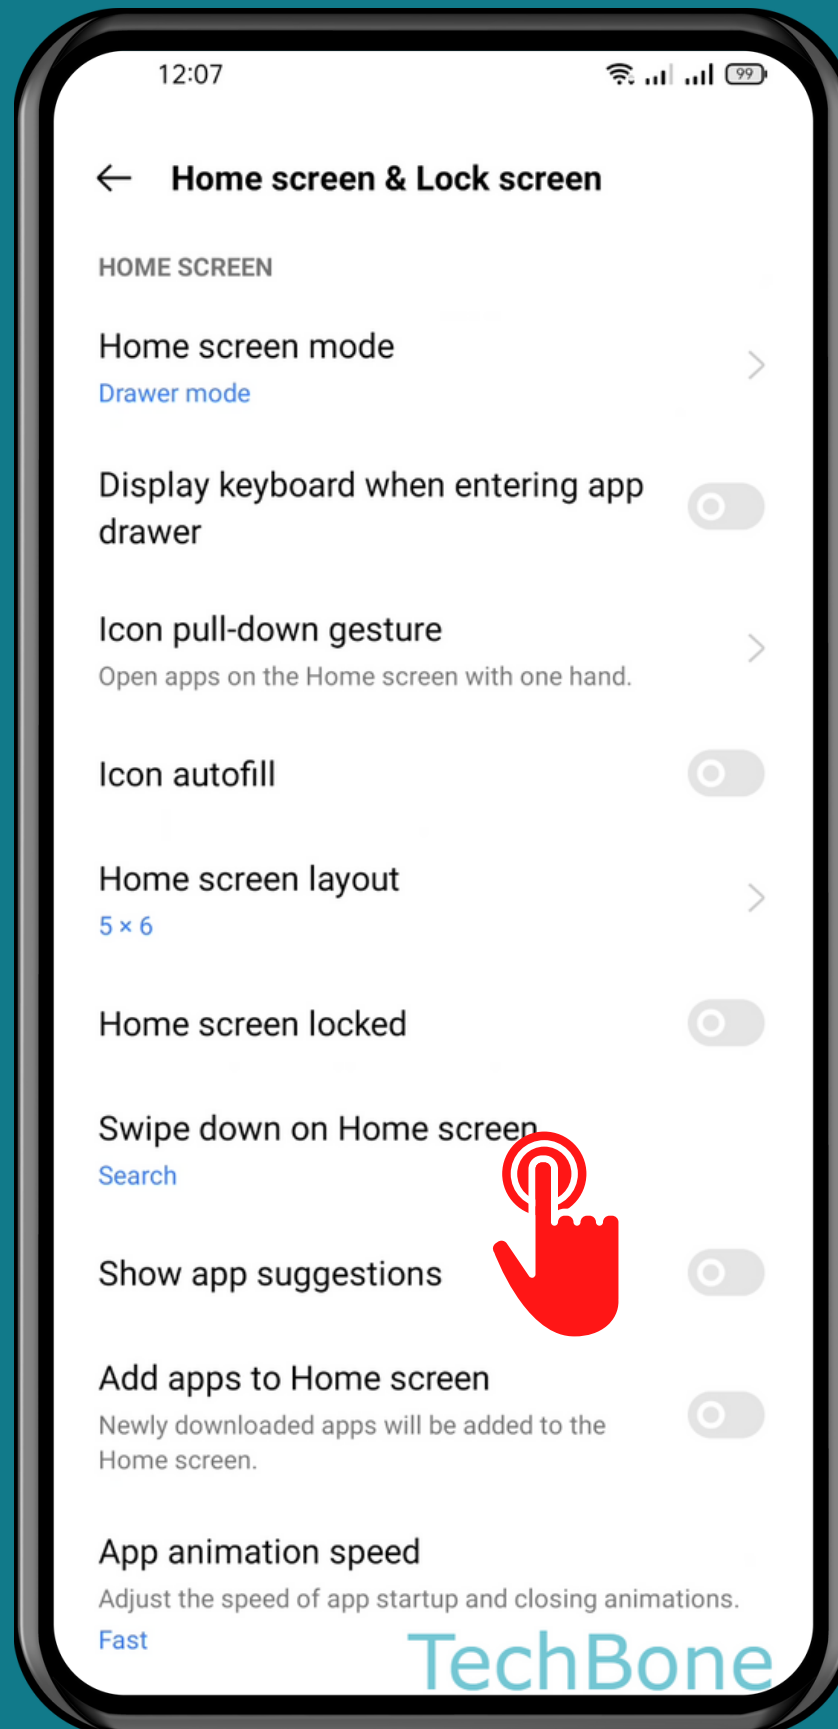 12:07
99
Home screen & Lock screen
HOME SCREEN
Home screen mode
Drawer mode
Display keyboard when entering app
drawer
Icon pull-down gesture
Open apps on the Home screen with one hand.
Icon autofill
Home screen layout
5 × 6
Home screen locked
Swipe down on Home screen
Search
Show app suggestions
Add apps to Home screen
Newly downloaded apps will be added to the
Home screen.
App animation speed
Adjust the speed of app startup and closing animations.
Fast
TechBone